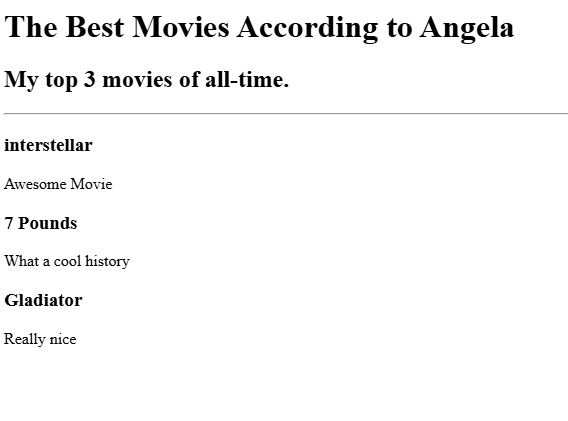 The Best Movies According to Angela
My top 3 movies of all-time.
interstellar
Awesome Movie
7 Pounds
What a cool history
Gladiator
Really nice